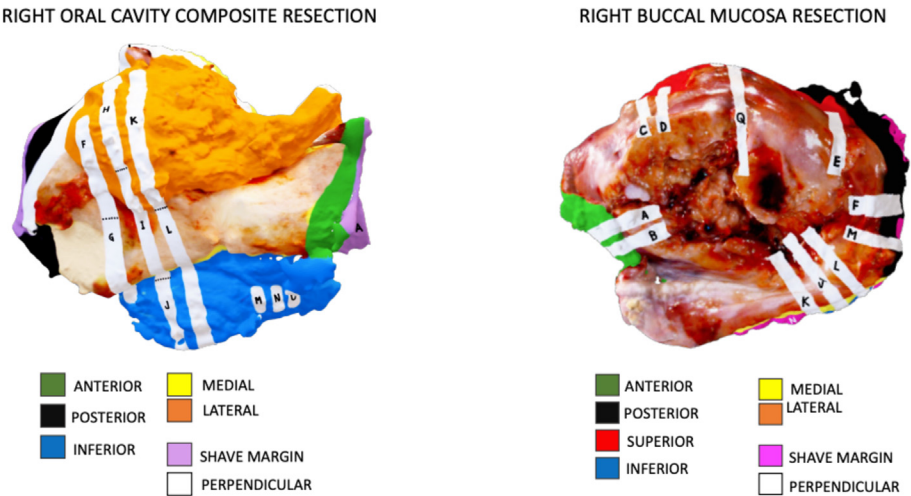 RIGHT ORAL CAVITY COMPOSITE RESECTION
RIGHT BUCCAL MUCOSA RESECTION
H
K
F
G
I
L
J
M
N
U
A
C
D
Q
E
A
B
F
M
L
J
K
N
ANTERIOR
POSTERIOR
INFERIOR
MEDIAL
LATERAL
SHAVE MARGIN
PERPENDICULAR
ANTERIOR
POSTERIOR
SUPERIOR
INFERIOR
MEDIAL
LATERAL
SHAVE MARGIN
PERPENDICULAR